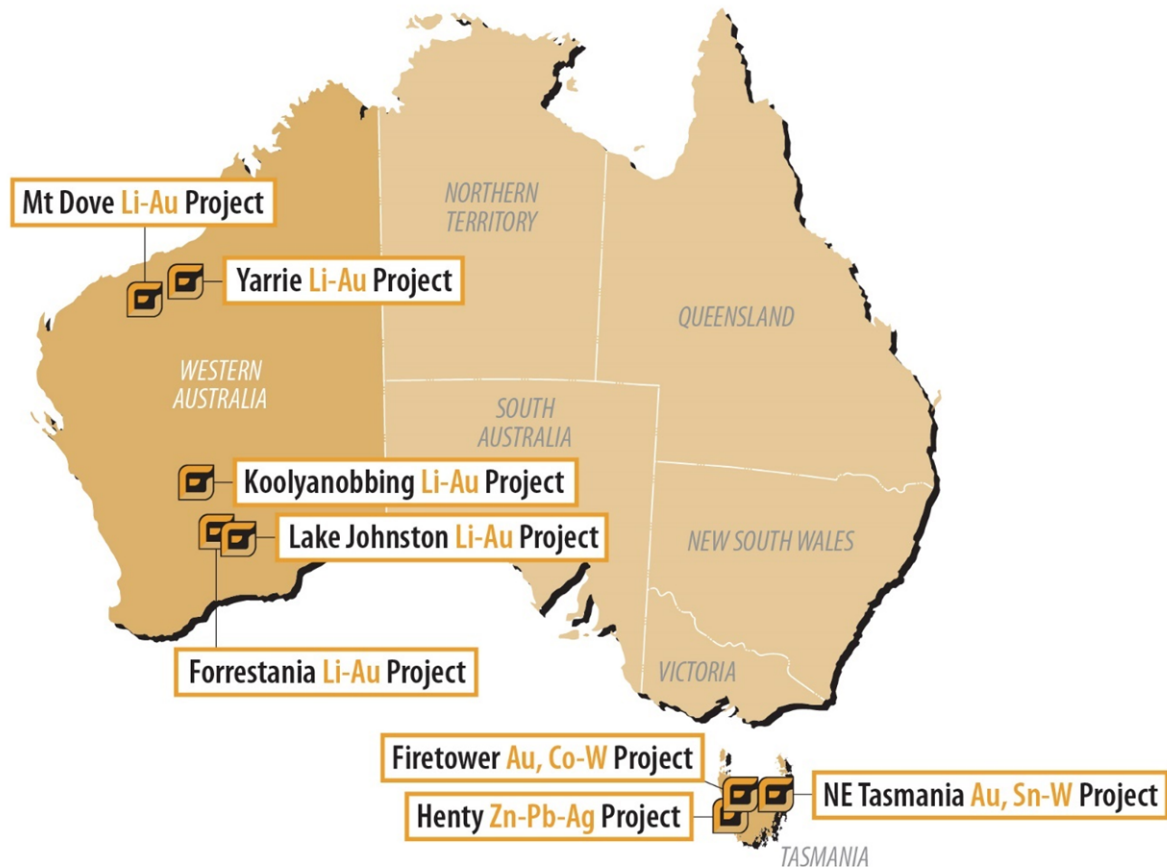 NORTHERN
TERRITORY
Mt Dove Li-Au Project
Yarrie Li-Au Project
QUEENSLAND
WESTERN
AUSTRALIA
SOUTH
AUSTRALIA
Koolyanobbing Li-Au Project
Lake Johnston Li-Au Project
NEW SOUTH WALES
Forrestania Li-Au Project
VICTORIA
Firetower Au, Co-W Project
NE Tasmania Au, Sn-W Project
Henty Zn-Pb-Ag Project
TASMANIA